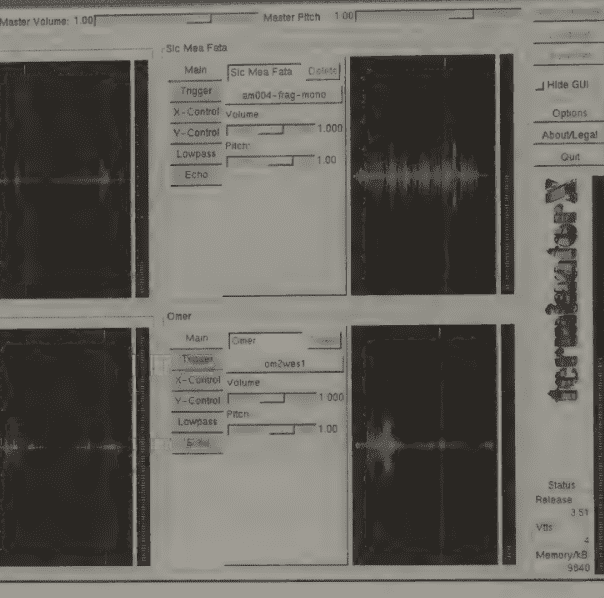 Master Volume: 1.00
Master Pitch 1.00
Sic Mea Fata
Main
Trigger
X-Control
Y-Control
Lowpass
Echo
Sic Mea Fata
Delete
am004-frag-mono
Volume:
1.000
Pitch:
1.00
Hide GUI
Options
About/Legal
Quit
terminatorX
Omer
Main
Trigger
X-Control
Y-Control
Lowpass
Omer
om2wes1
Volume
1.000
Pitch:
1.00
Status
Release
3.51
Vtts
4
Memory/kB
9840